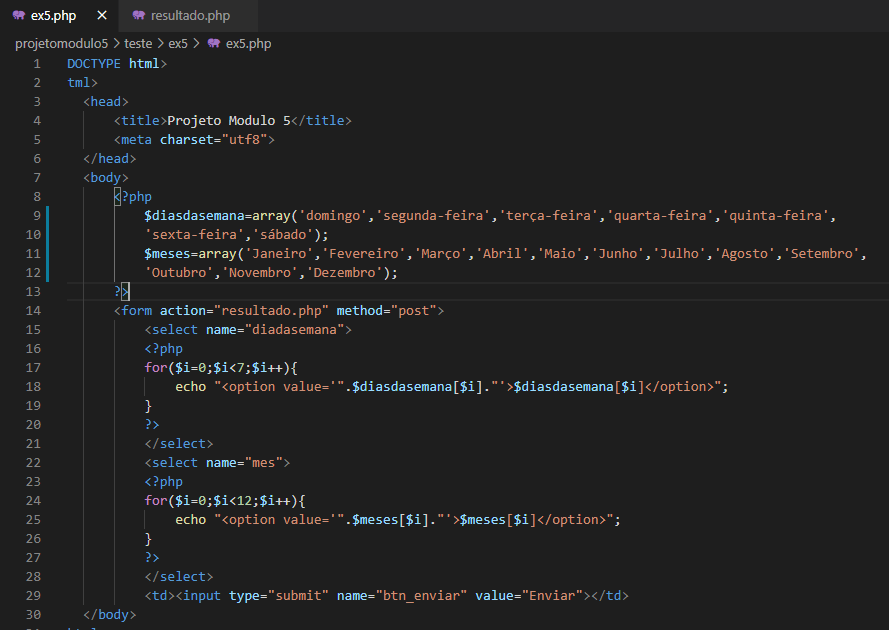 ex5.php × resultado.php
projetomodulo5 > teste > ex5 > ex5.php
1 DOCTYPE html>
2 tml>
3 <head>
4 <title>Projeto Modulo 5</title>
5 <meta charset="utf8">
6 </head>
7 <body>
8 <?php
9 $diasdasemana=array('domingo','segunda-feira','terça-feira','quarta-feira','quinta-feira',
10 'sexta-feira','sábado');
11 $meses=array('Janeiro','Fevereiro','Março','Abril','Maio','Junho','Julho','Agosto','Setembro',
12 'Outubro','Novembro','Dezembro');
13 ?>
14 <form action="resultado.php" method="post">
15 <select name="diadasemana">
16 <?php
17 for($i=0;$i<7;$i++){
18 echo "<option value='".$diasdasemana[$i]."'>$diasdasemana[$i]</option>";
19 }
20 ?>
21 </select>
22 <select name="mes">
23 <?php
24 for($i=0;$i<12;$i++){
25 echo "<option value='".$meses[$i]."'>$meses[$i]</option>";
26 }
27 ?>
28 </select>
29 <td><input type="submit" name="btn_enviar" value="Enviar"></td>
30 </body>